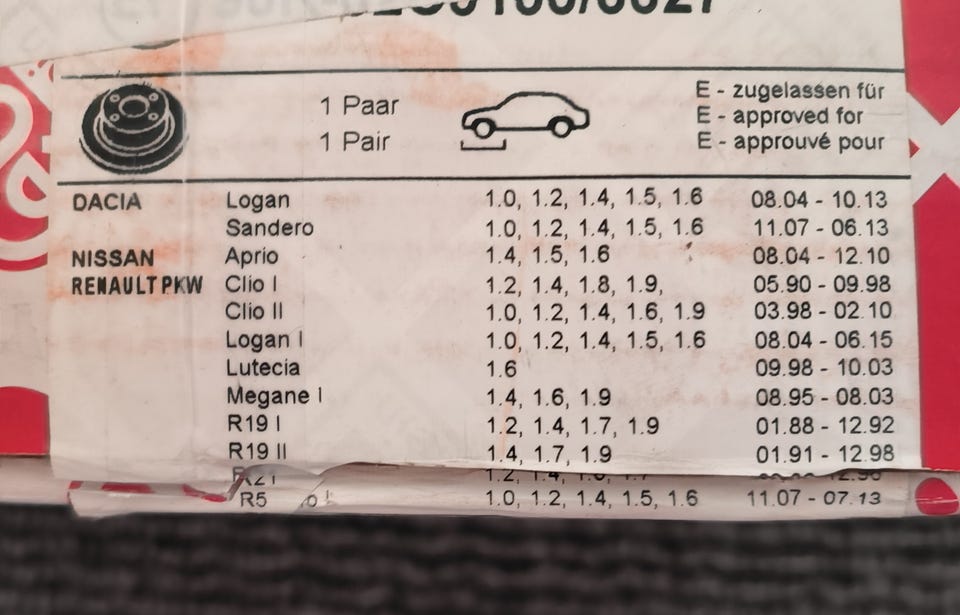 1 Paar
1 Pair
E - zugelassen für
E - approved for
E - approuvé pour
DACIA Logan 1.0, 1.2, 1.4, 1.5, 1.6 08.04 - 10.13
Sandero 1.0, 1.2, 1.4, 1.5, 1.6 11.07 - 06.13
NISSAN Aprio 1.4, 1.5, 1.6 08.04 - 12.10
RENAULT PKW Clio I 1.2, 1.4, 1.8, 1.9, 05.90 - 09.98
Clio II 1.0, 1.2, 1.4, 1.6, 1.9 03.98 - 02.10
Logan I 1.0, 1.2, 1.4, 1.5, 1.6 08.04 - 06.15
Lutecia 1.6 09.98 - 10.03
Megane I 1.4, 1.6, 1.9 08.95 - 08.03
R19 I 1.2, 1.4, 1.7, 1.9 01.88 - 12.92
R19 II 1.4, 1.7, 1.9 01.91 - 12.98
R5 1.0, 1.2, 1.4, 1.5, 1.6 11.07 - 07.13